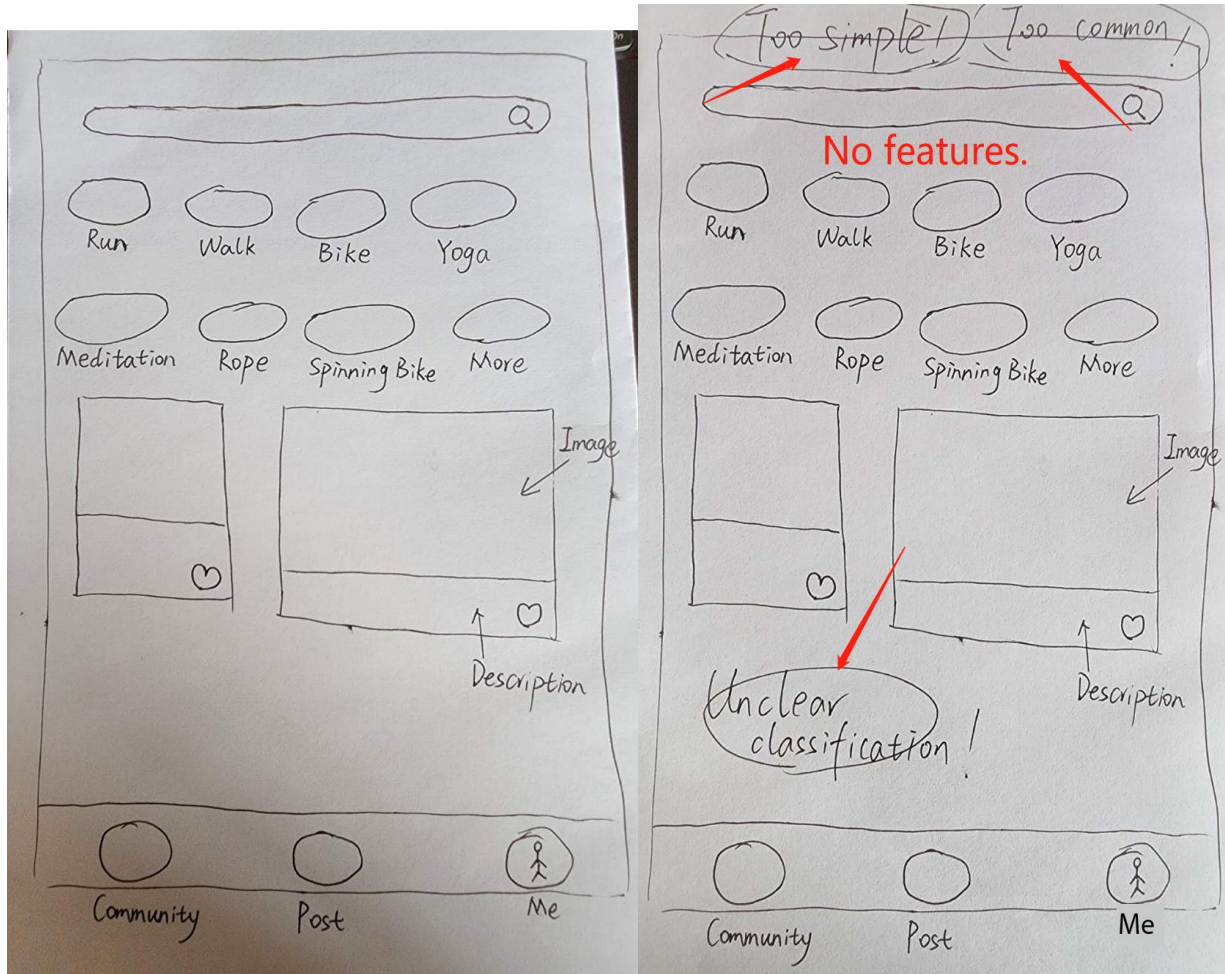 Run Walk Bike Yoga
Meditation Rope Spinning Bike More
Image
Description
Community Post Me
Too simple! Too common!
No features.
Run Walk Bike Yoga
Meditation Rope Spinning Bike More
Image
Description
Unclear
classification!
Community Post Me